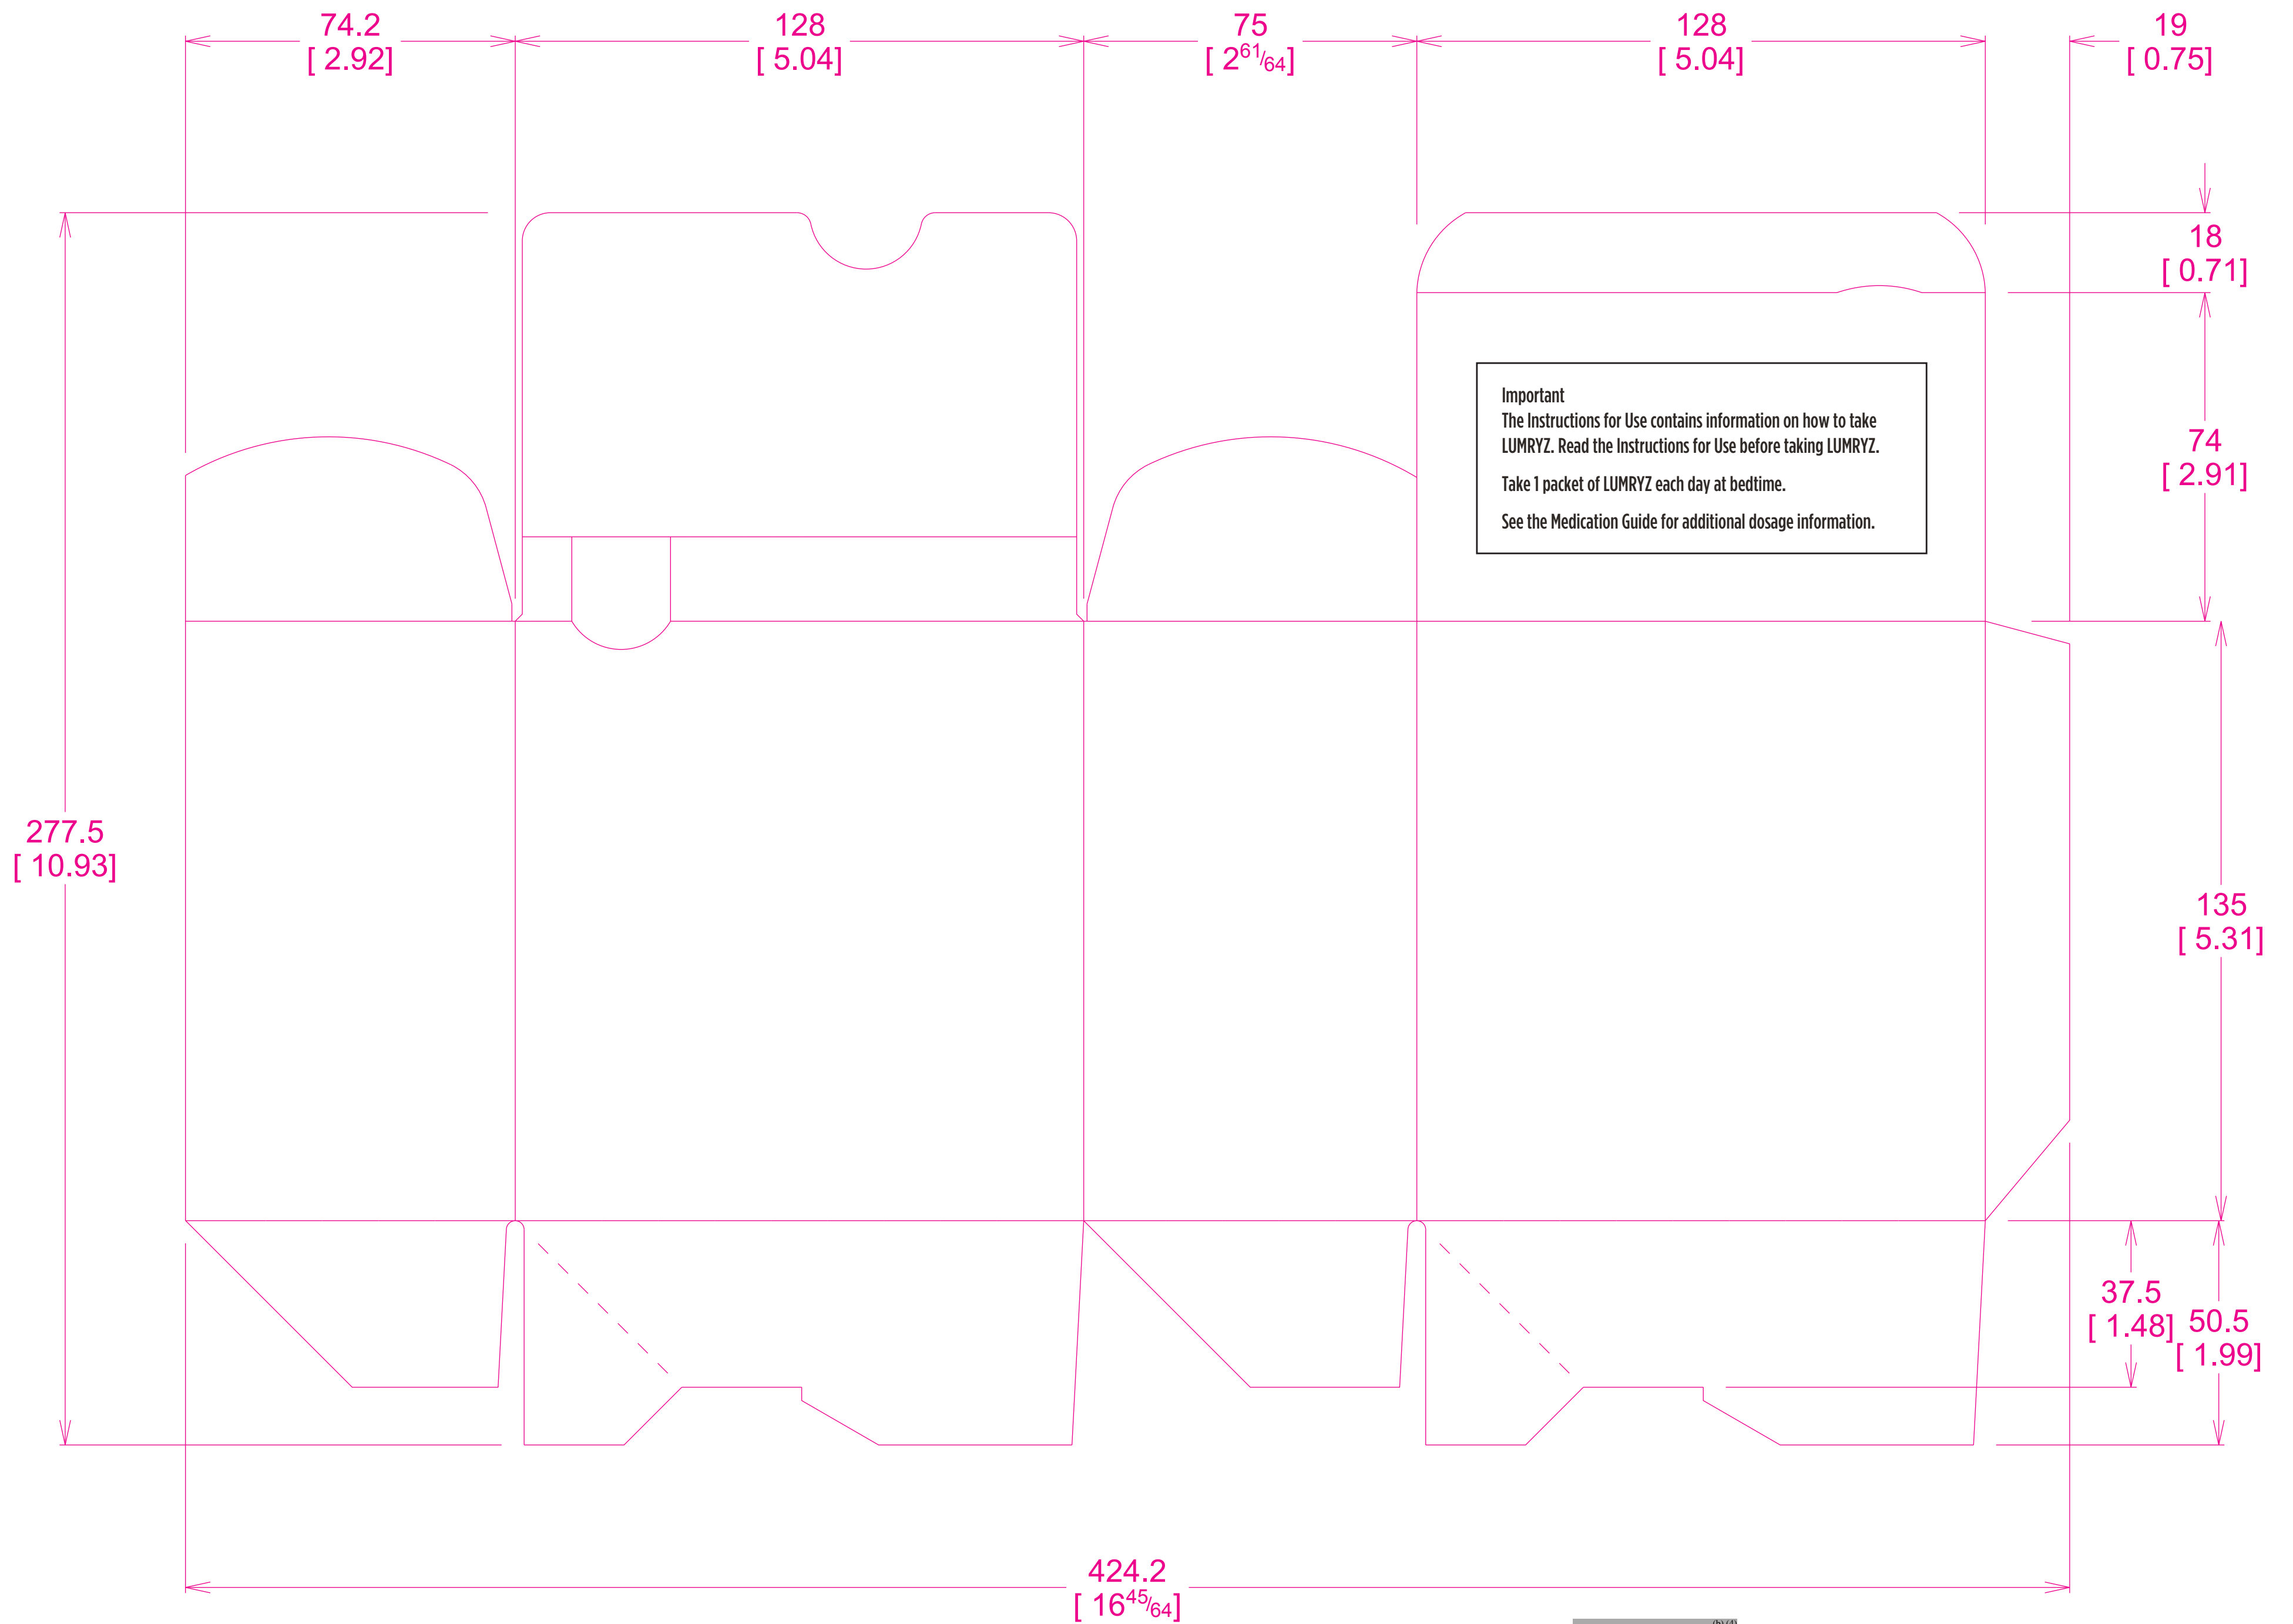 74.2
[ 2.92]
128
[ 5.04]
75
[ 2 61/64]
128
[ 5.04]
19
[ 0.75]
18
[ 0.71]
Important
The Instructions for Use contains information on how to take
LUMRYZ. Read the Instructions for Use before taking LUMRYZ.
Take 1 packet of LUMRYZ each day at bedtime.
See the Medication Guide for additional dosage information.
74
[ 2.91]
277.5
[ 10.93]
135
[ 5.31]
37.5
[ 1.48]
50.5
[ 1.99]
424.2
[ 16 45/64]
(b) (4)